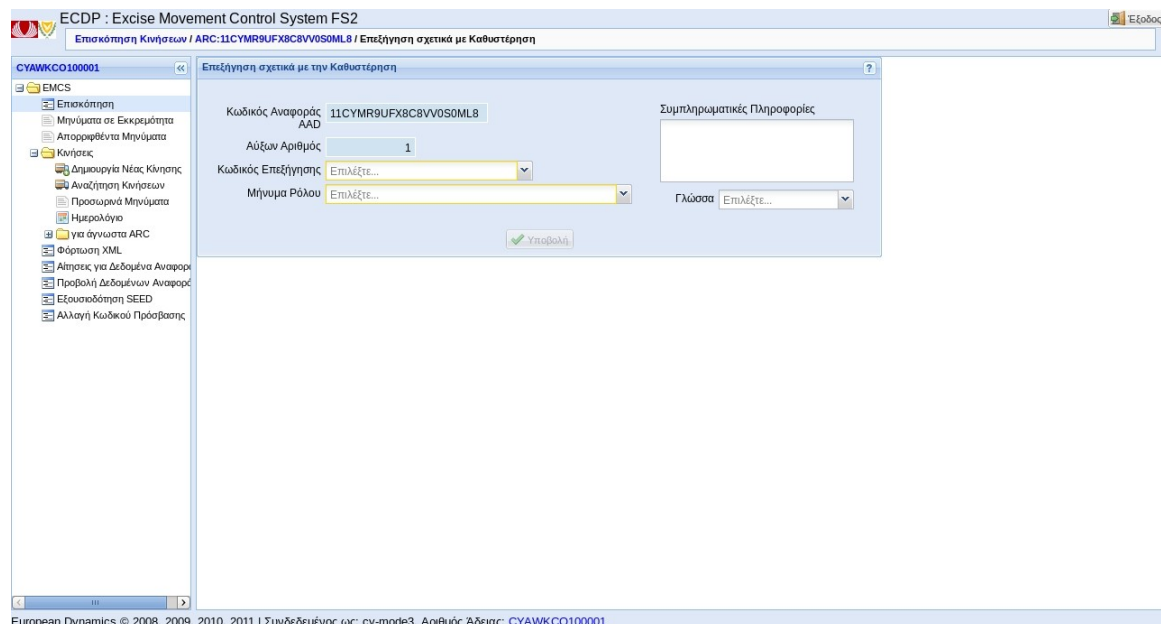 ECDP : Excise Movement Control System FS2
Έξοδος
Επισκόπηση Κινήσεων / ARC:11CYMR9UFX8C8VV0S0ML8 / Επεξήγηση σχετικά με Καθυστέρηση
CYAWKCO100001
EMCS
Επισκόπηση
Μηνύματα σε Εκκρεμότητα
Απορριφθέντα Μηνύματα
Κινήσεις
Δημιουργία Νέας Κίνησης
Αναζήτηση Κινήσεων
Προσωρινά Μηνύματα
Ημερολόγιο
για άγνωστα ARC
Φόρτωση XML
Αίτησεις για Δεδομένα Αναφορ
Προβολή Δεδομένων Αναφορ
Εξουσιοδότηση SEED
Αλλαγή Κωδικού Πρόσβασης
Επεξήγηση σχετικά με την Καθυστέρηση
Κωδικός Αναφοράς AAD
11CYMR9UFX8C8VV0S0ML8
Αύξων Αριθμός 1
Κωδικός Επεξήγησης Επιλέξτε...
Μήνυμα Ρόλου Επιλέξτε...
Συμπληρωματικές Πληροφορίες
Γλώσσα Επιλέξτε...
Υποβολή
European Dynamics © 2008, 2009, 2010, 2011 | Συνδεδεμένος ως: cy-mode3, Αριθμός Άδειας: CYAWKCO100001